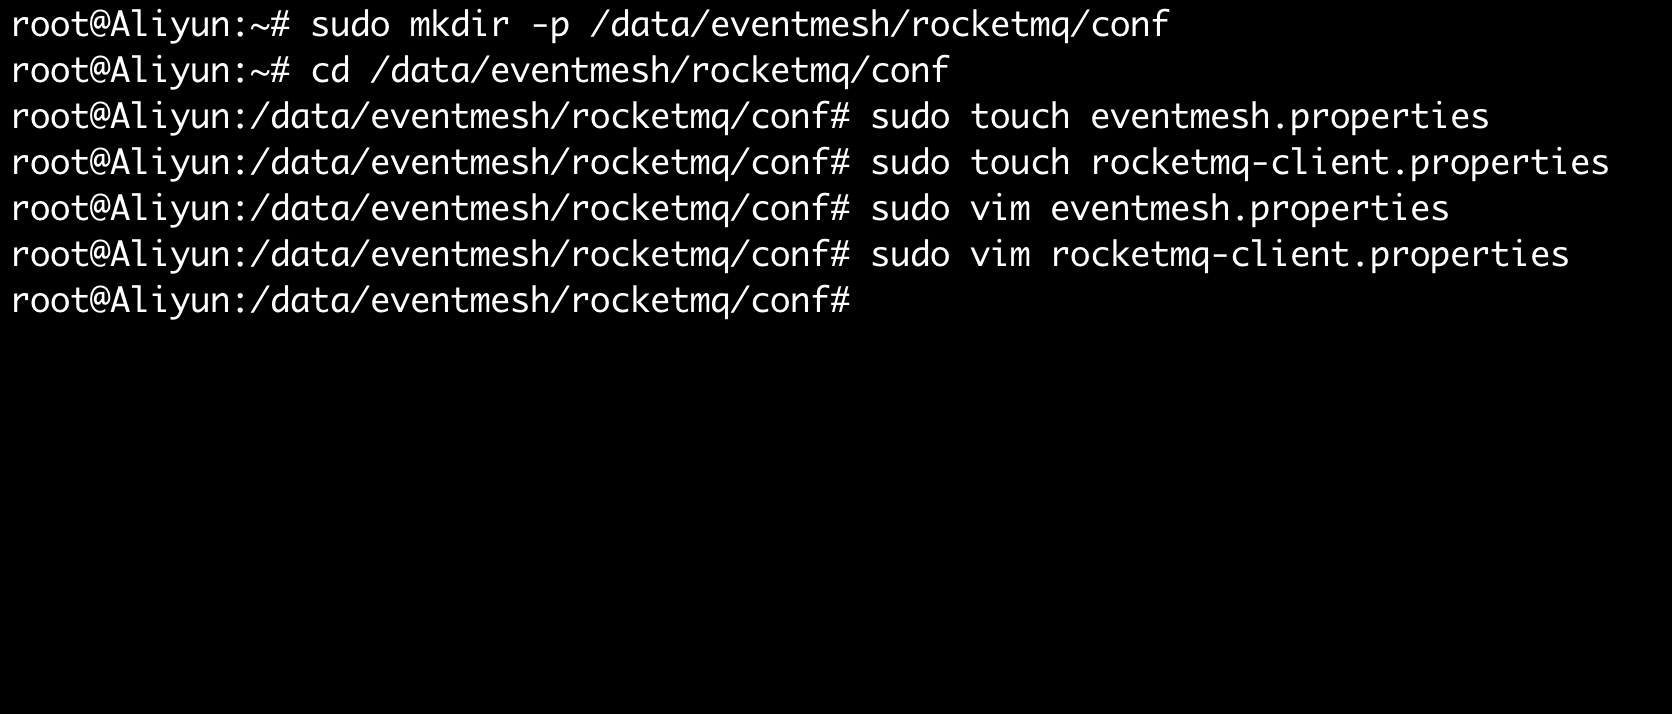 root@Aliyun:~# sudo mkdir -p /data/eventmesh/rocketmq/conf
root@Aliyun:~# cd /data/eventmesh/rocketmq/conf
root@Aliyun:/data/eventmesh/rocketmq/conf# sudo touch eventmesh.properties
root@Aliyun:/data/eventmesh/rocketmq/conf# sudo touch rocketmq-client.properties
root@Aliyun:/data/eventmesh/rocketmq/conf# sudo vim eventmesh.properties
root@Aliyun:/data/eventmesh/rocketmq/conf# sudo vim rocketmq-client.properties
root@Aliyun:/data/eventmesh/rocketmq/conf#